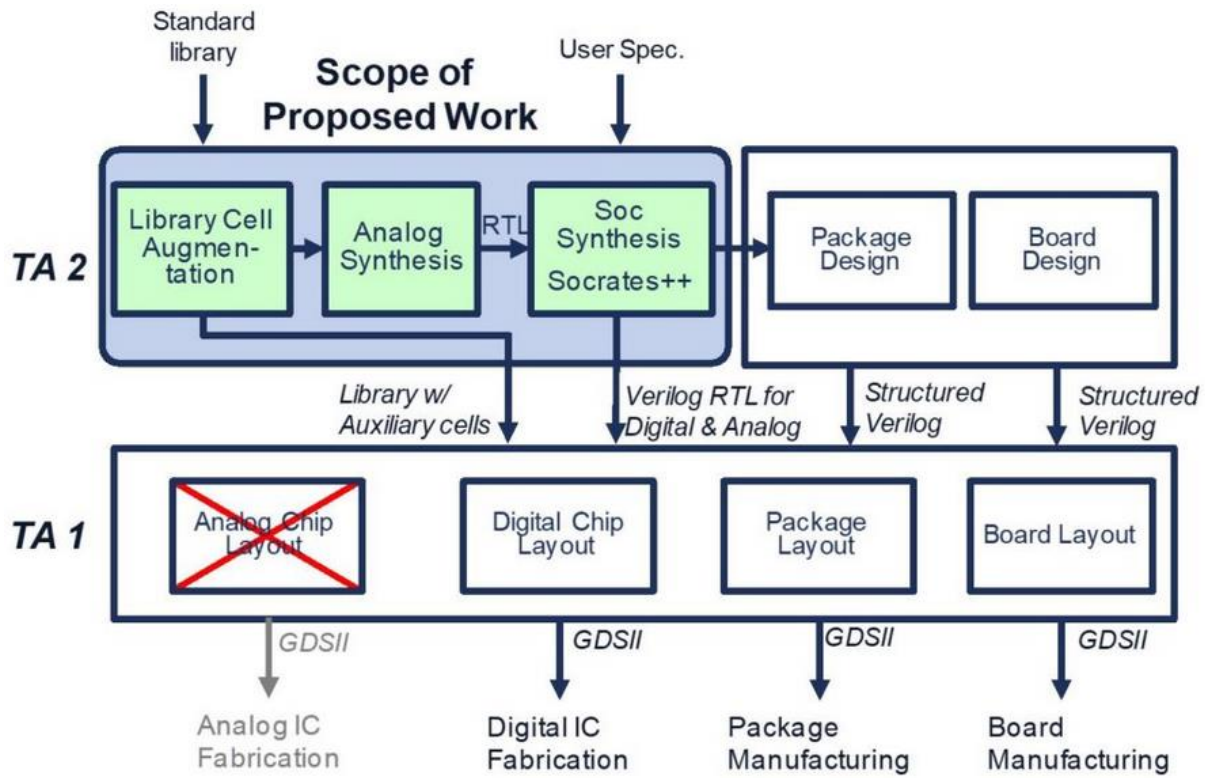 Standard
library
User Spec.
Scope of
Proposed Work
TA 2
Library Cell
Augmen-
tation
Analog
Synthesis
RTL
Soc
Synthesis
Socrates++
Package
Design
Board
Design
Library w/
Auxiliary cells
Verilog RTL for
Digital & Analog
Structured
Verilog
Structured
Verilog
TA 1
Analog Chip
Layout
Digital Chip
Layout
Package
Layout
Board Layout
GDSII
GDSII
GDSII
GDSII
Analog IC
Fabrication
Digital IC
Fabrication
Package
Manufacturing
Board
Manufacturing